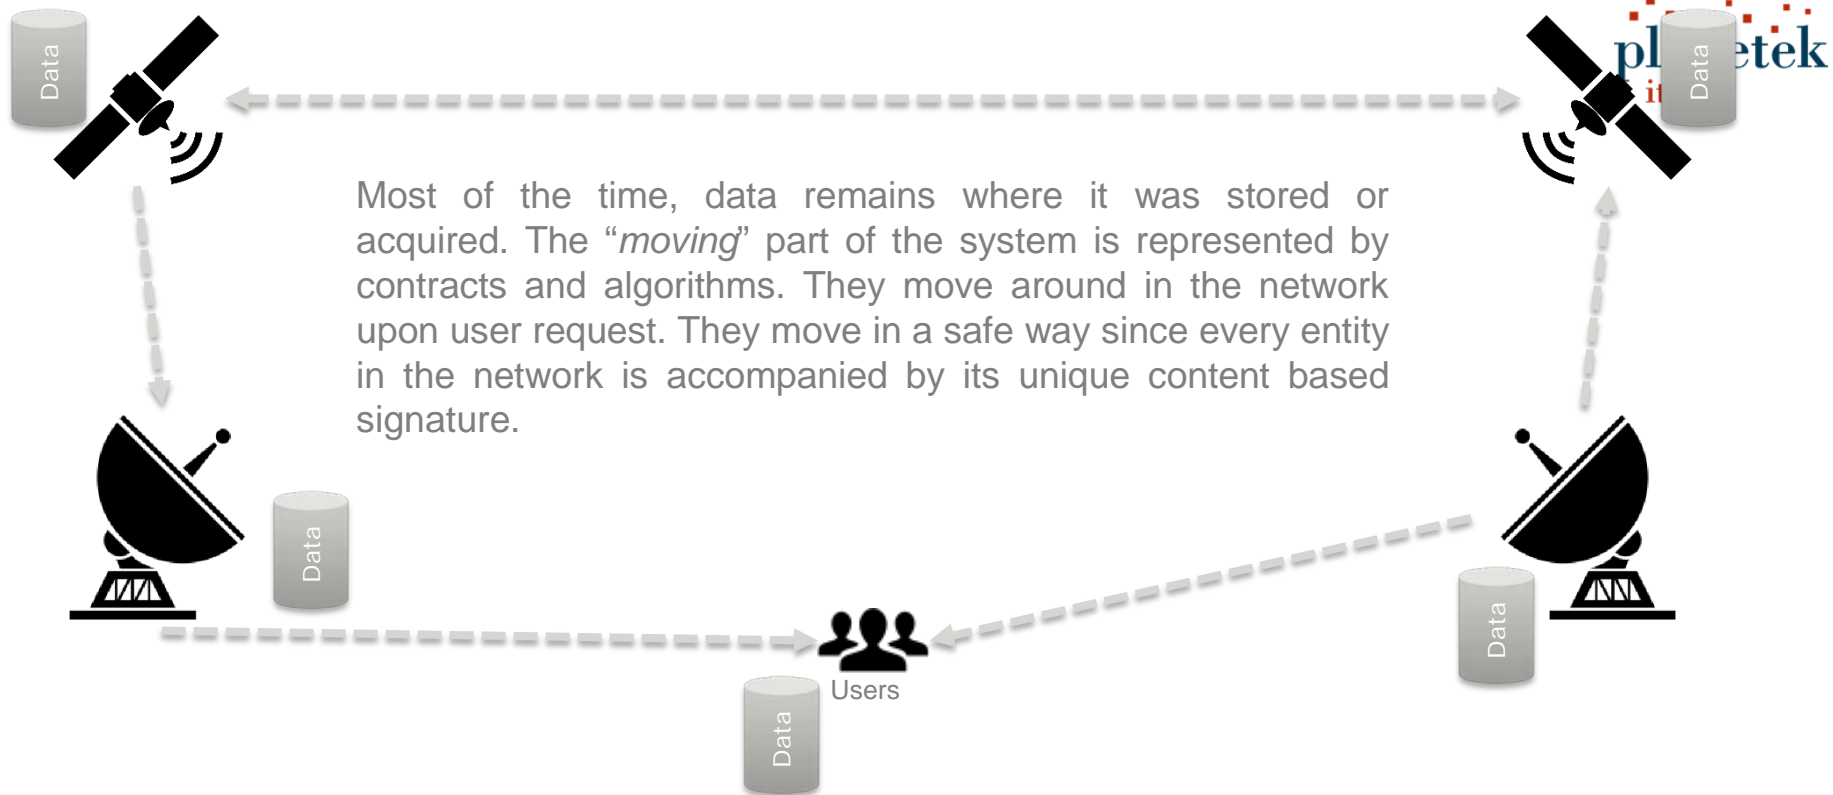 Data
Data
Most of the time, data remains where it was stored or
acquired. The “moving” part of the system is represented by
contracts and algorithms. They move around in the network
upon user request. They move in a safe way since every entity
in the network is accompanied by its unique content based
signature.
Data
Data
Users
Data